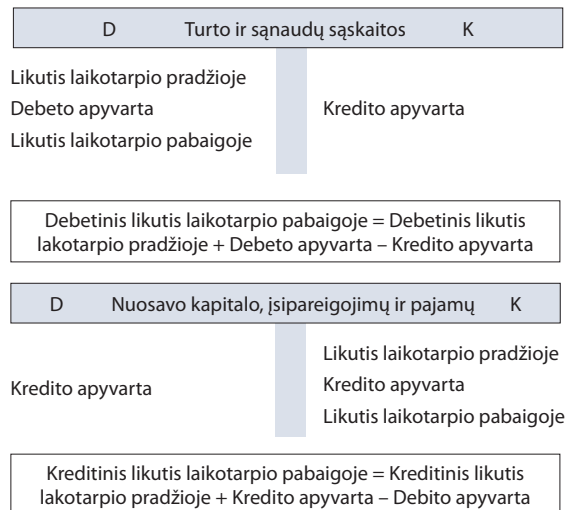 D Turto ir sąnaudų sąskaitos K
Likutis laikotarpio pradžioje
Debeto apyvarta Kredito apyvarta
Likutis laikotarpio pabaigoje
Debetinis likutis laikotarpio pabaigoje = Debetinis likutis
lakotarpio pradžioje + Debeto apyvarta – Kredito apyvarta
D Nuosavo kapitalo, įsipareigojimų ir pajamų K
Likutis laikotarpio pradžioje
Kredito apyvarta Kredito apyvarta
Likutis laikotarpio pabaigoje
Kreditinis likutis laikotarpio pabaigoje = Kreditinis likutis
lakotarpio pradžioje + Kredito apyvarta – Debito apyvarta